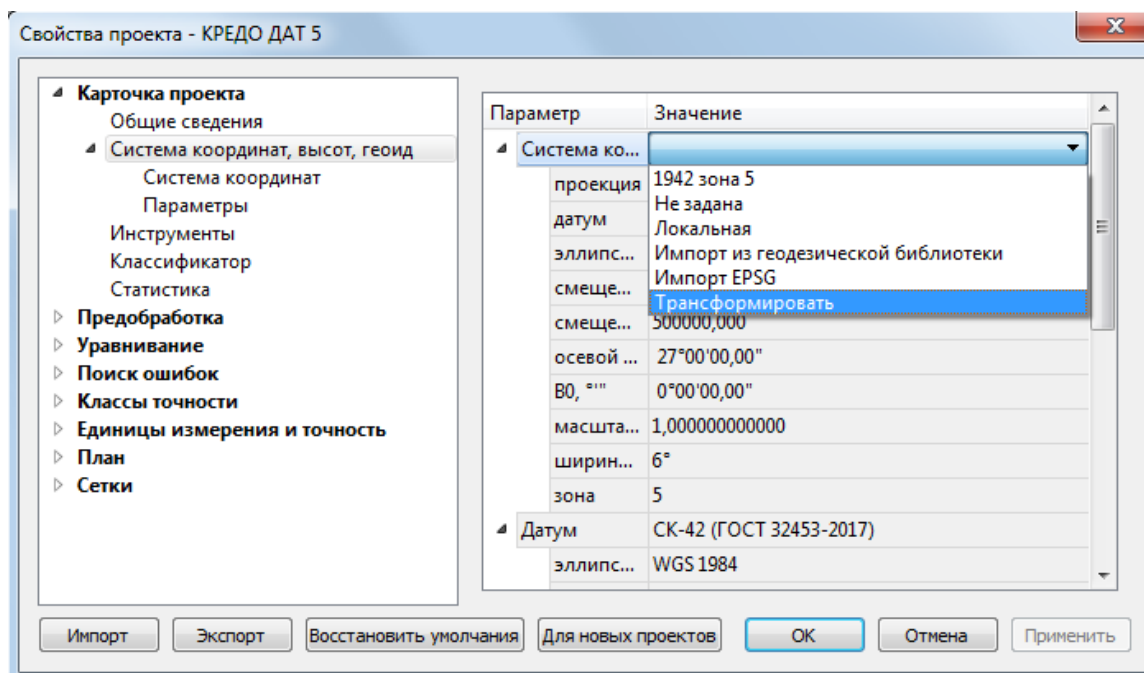 Свойства проекта - КРЕДО ДАТ 5
Карточка проекта
Общие сведения
Система координат, высот, геоид
Система координат
Параметры
Инструменты
Классификатор
Статистика
Предобработка
Уравнивание
Поиск ошибок
Классы точности
Единицы измерения и точность
План
Сетки
Параметр Значение
Система ко...
проекция 1942 зона 5
Не задана
датум
Локальная
эллипс... Импорт из геодезической библиотеки
Импорт EPSG
смеще...
Трансформировать
смеще... 500000,000
осевой ... 27°00'00,00"
B0, °'" 0°00'00,00"
масшта... 1,000000000000
ширин... 6°
зона 5
Датум СК-42 (ГОСТ 32453-2017)
эллипс... WGS 1984
Импорт Экспорт Восстановить умолчания Для новых проектов OK Отмена Применить